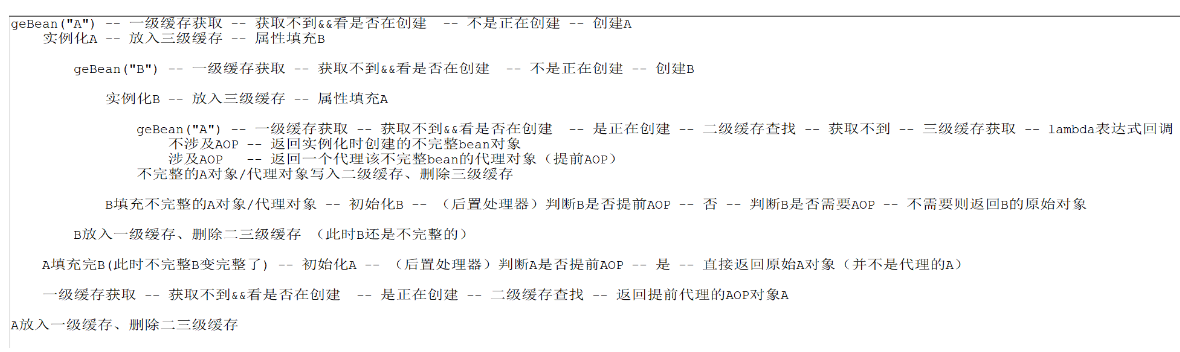 geBean("A") -- 一级缓存获取 -- 获取不到&&看是否在创建  -- 不是正在创建 -- 创建A
实例化A -- 放入三级缓存 -- 属性填充B
geBean("B") -- 一级缓存获取 -- 获取不到&&看是否在创建  -- 不是正在创建 -- 创建B
实例化B -- 放入三级缓存 -- 属性填充A
geBean("A") -- 一级缓存获取 -- 获取不到&&看是否在创建  -- 是正在创建 -- 二级缓存查找 -- 获取不到 -- 三级缓存获取 -- lambda表达式回调
不涉及AOP -- 返回实例化时创建的不完整bean对象
涉及AOP   -- 返回一个代理该不完整bean的代理对象（提前AOP）
不完整的A对象/代理对象写入二级缓存、删除三级缓存
B填充不完整的A对象/代理对象 -- 初始化B -- （后置处理器）判断B是否提前AOP -- 否 -- 判断B是否需要AOP -- 不需要则返回B的原始对象
B放入一级缓存、删除二三级缓存 （此时B还是不完整的）
A填充完B(此时不完整B变完整了) -- 初始化A -- （后置处理器）判断A是否提前AOP -- 是 -- 直接返回原始A对象（并不是代理的A）
一级缓存获取 -- 获取不到&&看是否在创建  -- 是正在创建 -- 二级缓存查找 -- 返回提前代理的AOP对象A
A放入一级缓存、删除二三级缓存